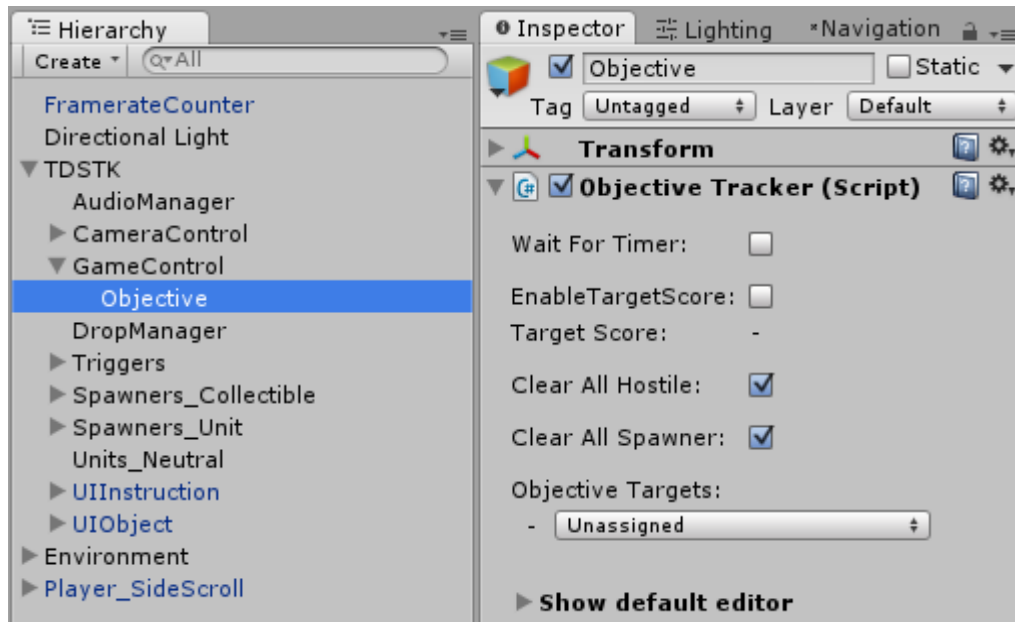 Hierarchy
Create
All
FramerateCounter
Directional Light
TDSTK
AudioManager
CameraControl
GameControl
Objective
DropManager
Triggers
Spawners_Collectible
Spawners_Unit
Units_Neutral
UIInstruction
UIObject
Environment
Player_SideScroll
Inspector Lighting Navigation
Objective Static
Tag Untagged Layer Default
Transform
Objective Tracker (Script)
Wait For Timer:
EnableTargetScore:
Target Score: -
Clear All Hostile:
Clear All Spawner:
Objective Targets:
- Unassigned
Show default editor